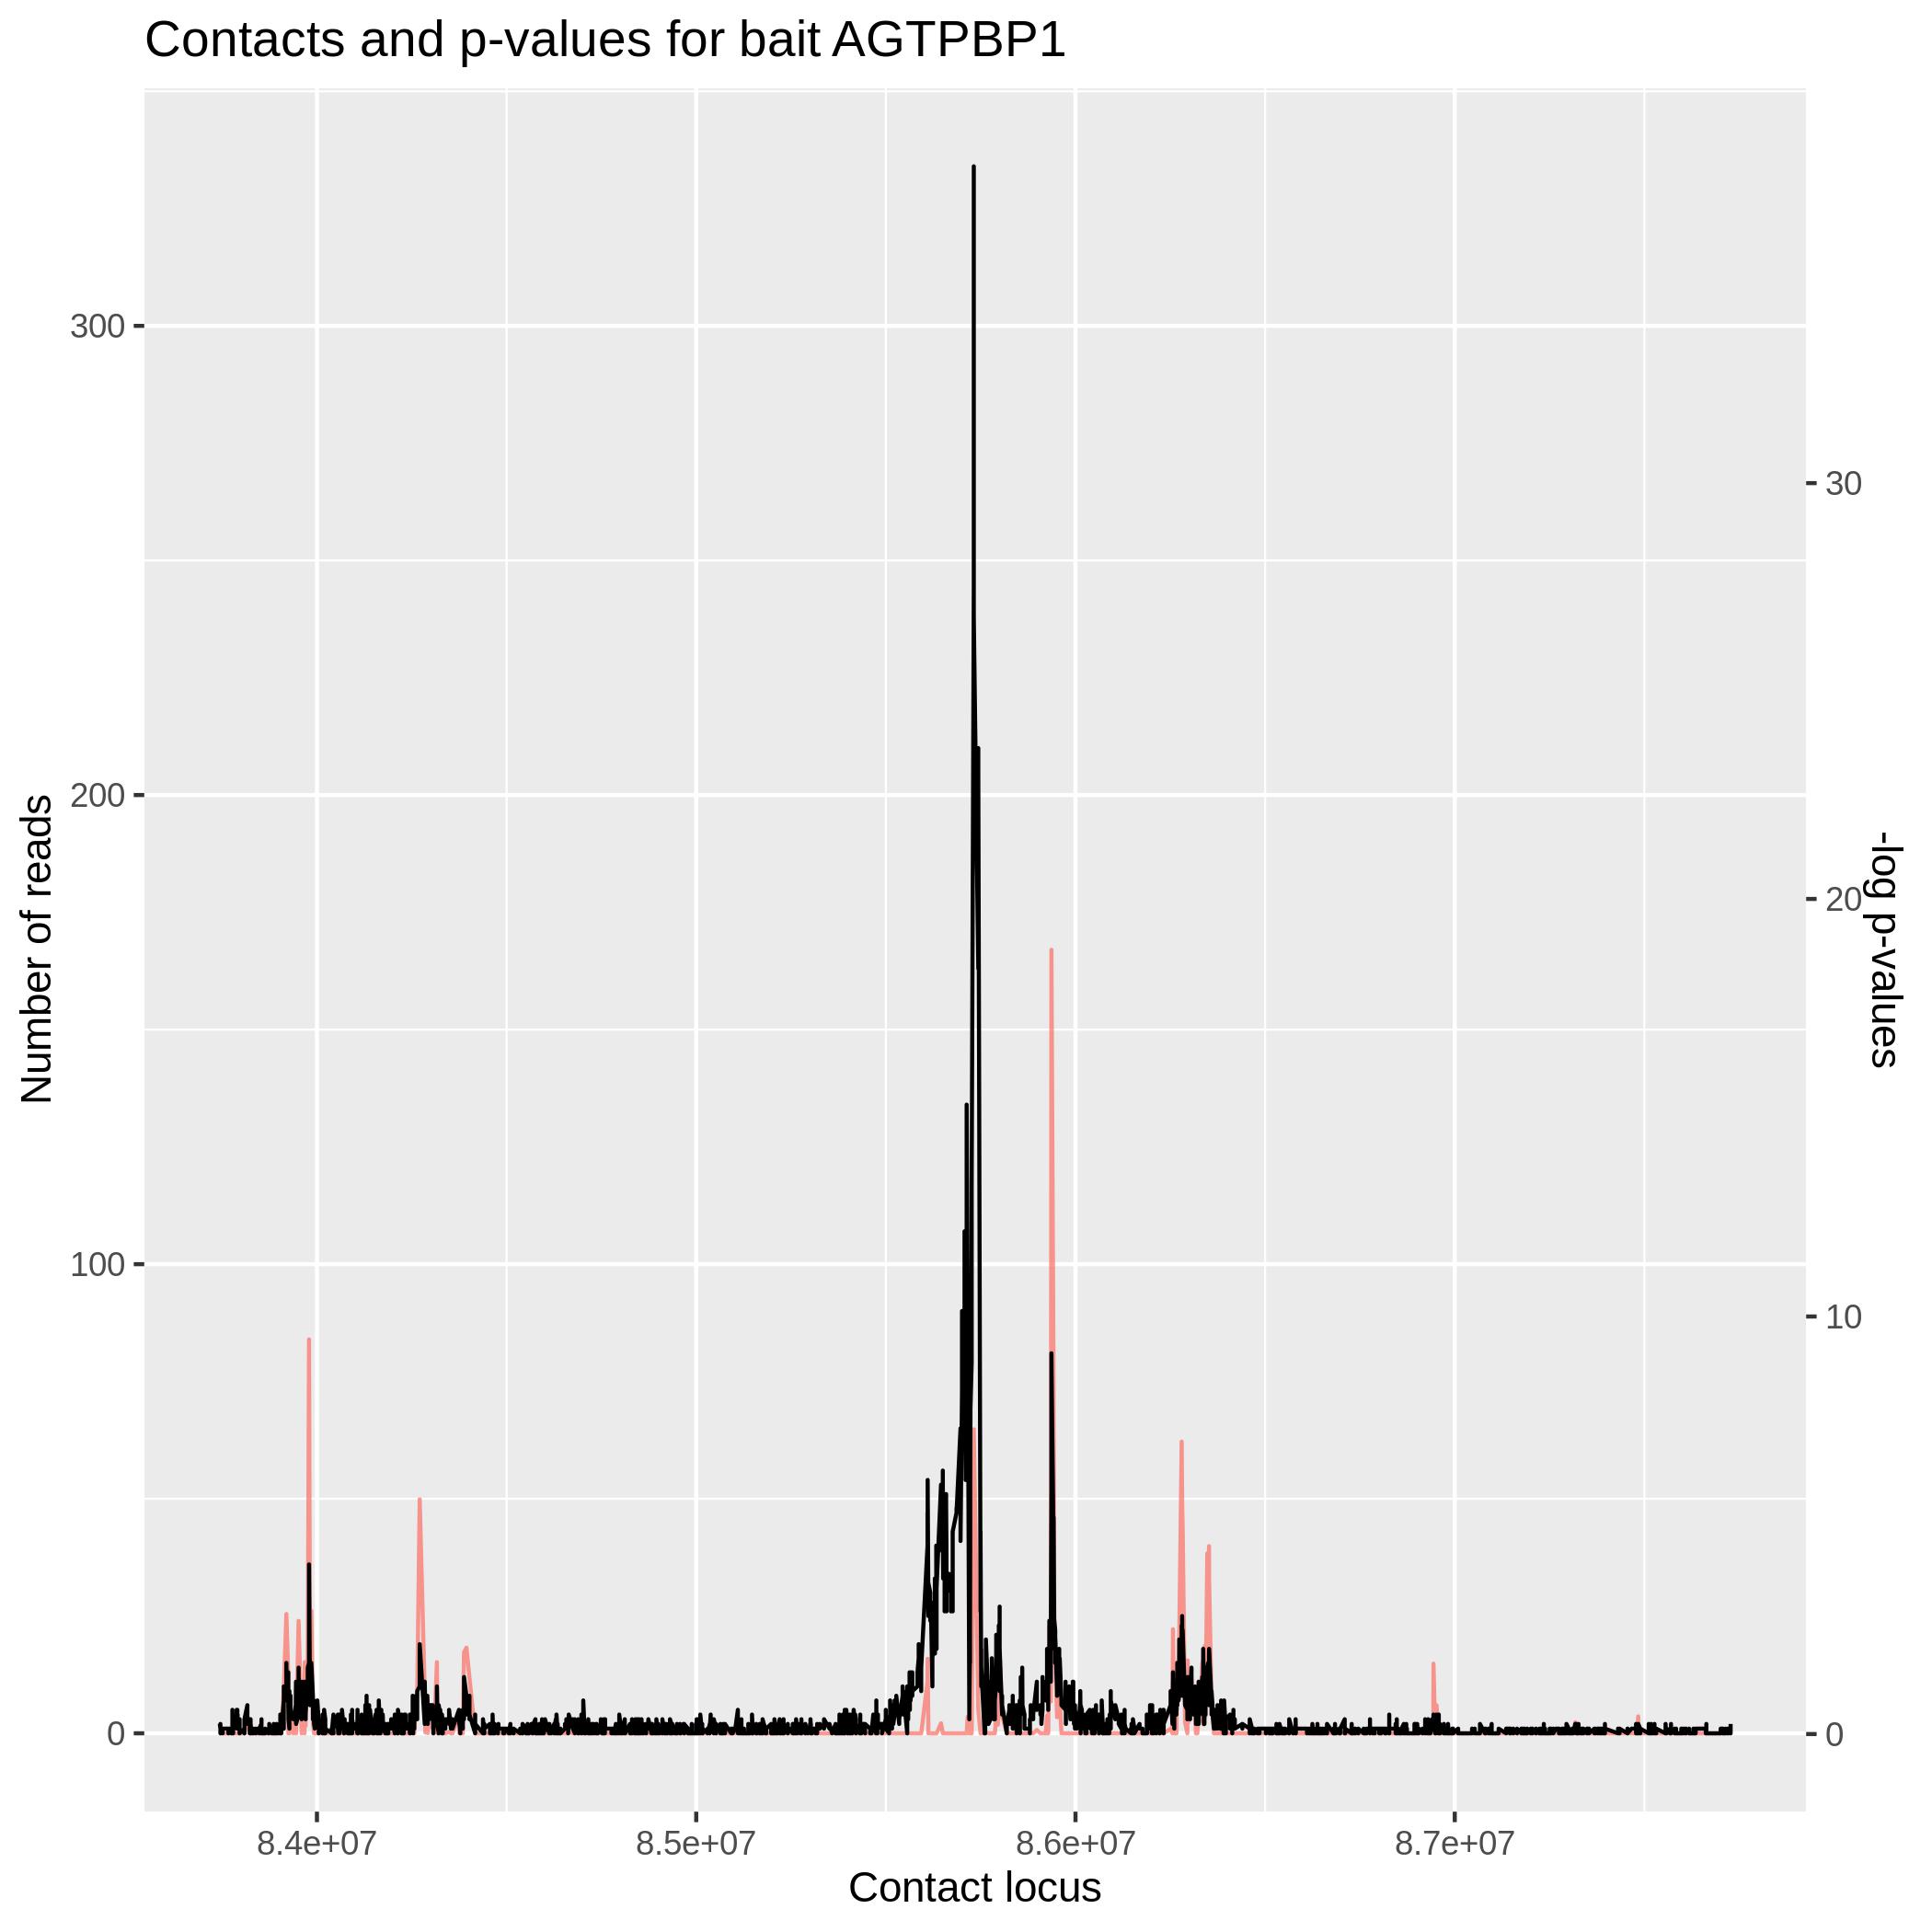 Contacts and p-values for bait AGTPBP1
300
200
100
0
Number of reads
30
20
10
0
-log p-values
8.4e+07
8.5e+07
8.6e+07
8.7e+07
Contact locus